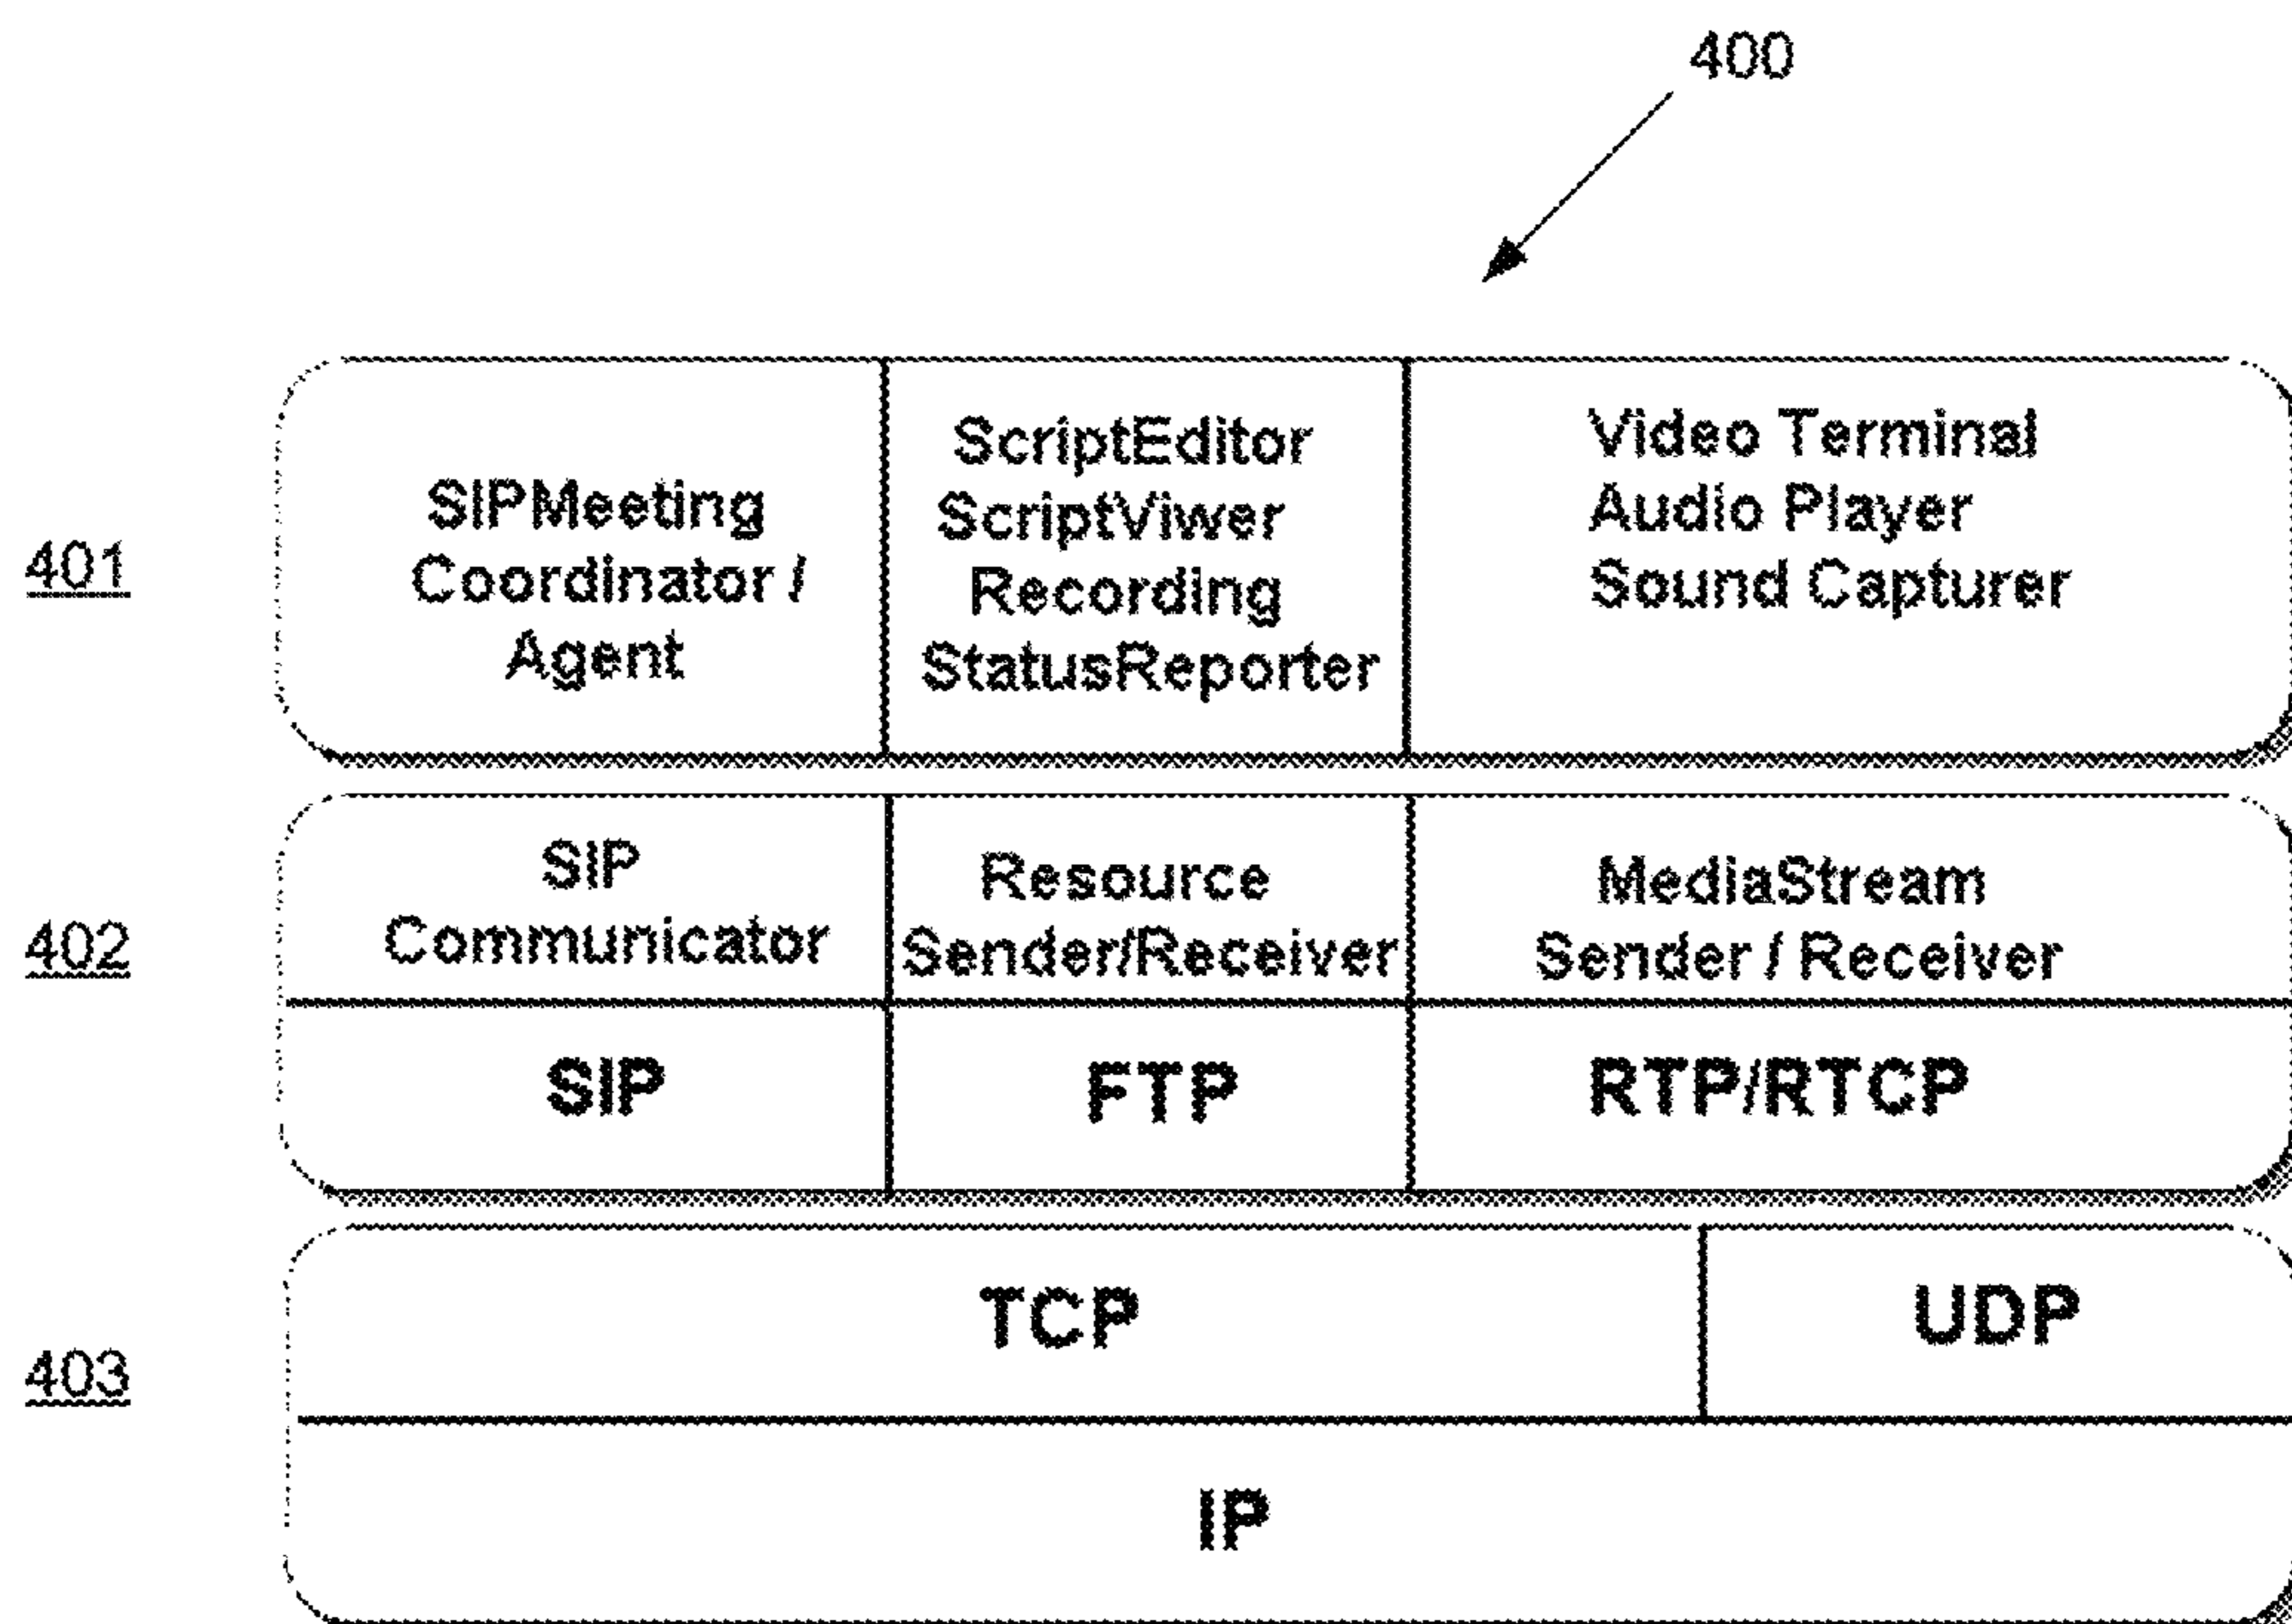 400
401
SIPMeeting
Coordinator /
Agent
ScriptEditor
ScriptViwer
Recording
StatusReporter
Video Terminal
Audio Player
Sound Capturer
402
SIP
Communicator
Resource
Sender/Receiver
MediaStream
Sender / Receiver
SIP
FTP
RTP/RTCP
403
TCP
UDP
IP